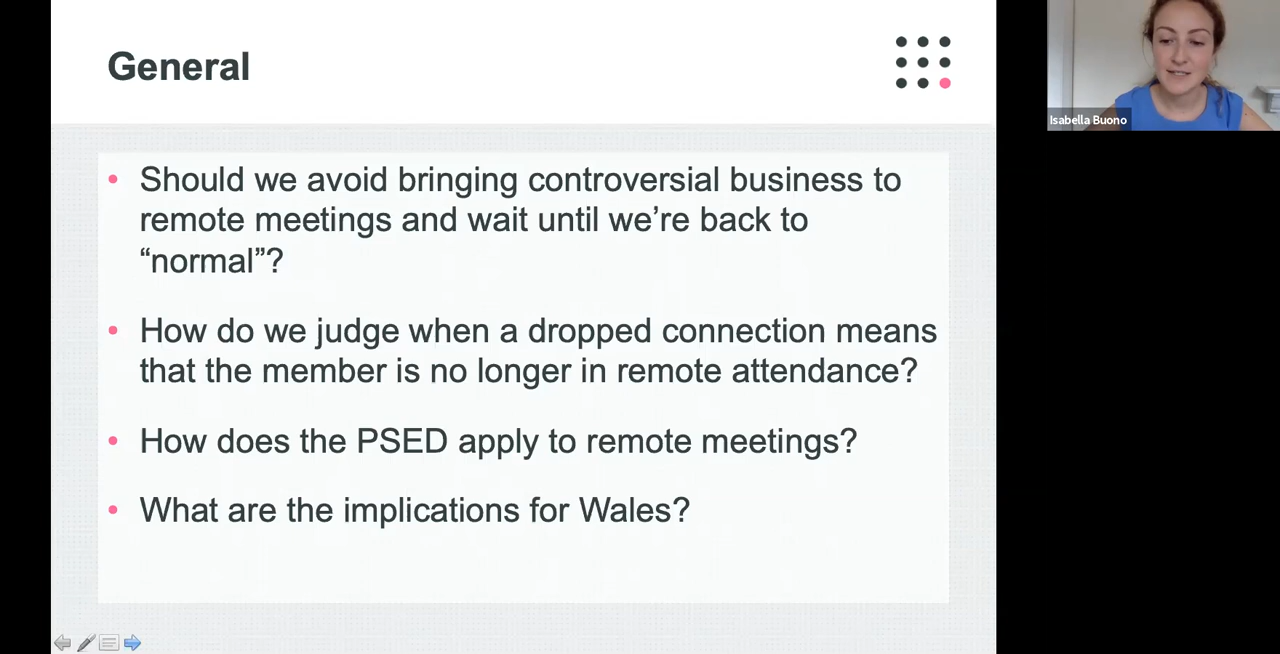 General
Should we avoid bringing controversial business to
remote meetings and wait until we’re back to
“normal”?
How do we judge when a dropped connection means
that the member is no longer in remote attendance?
How does the PSED apply to remote meetings?
What are the implications for Wales?
Isabella Buono